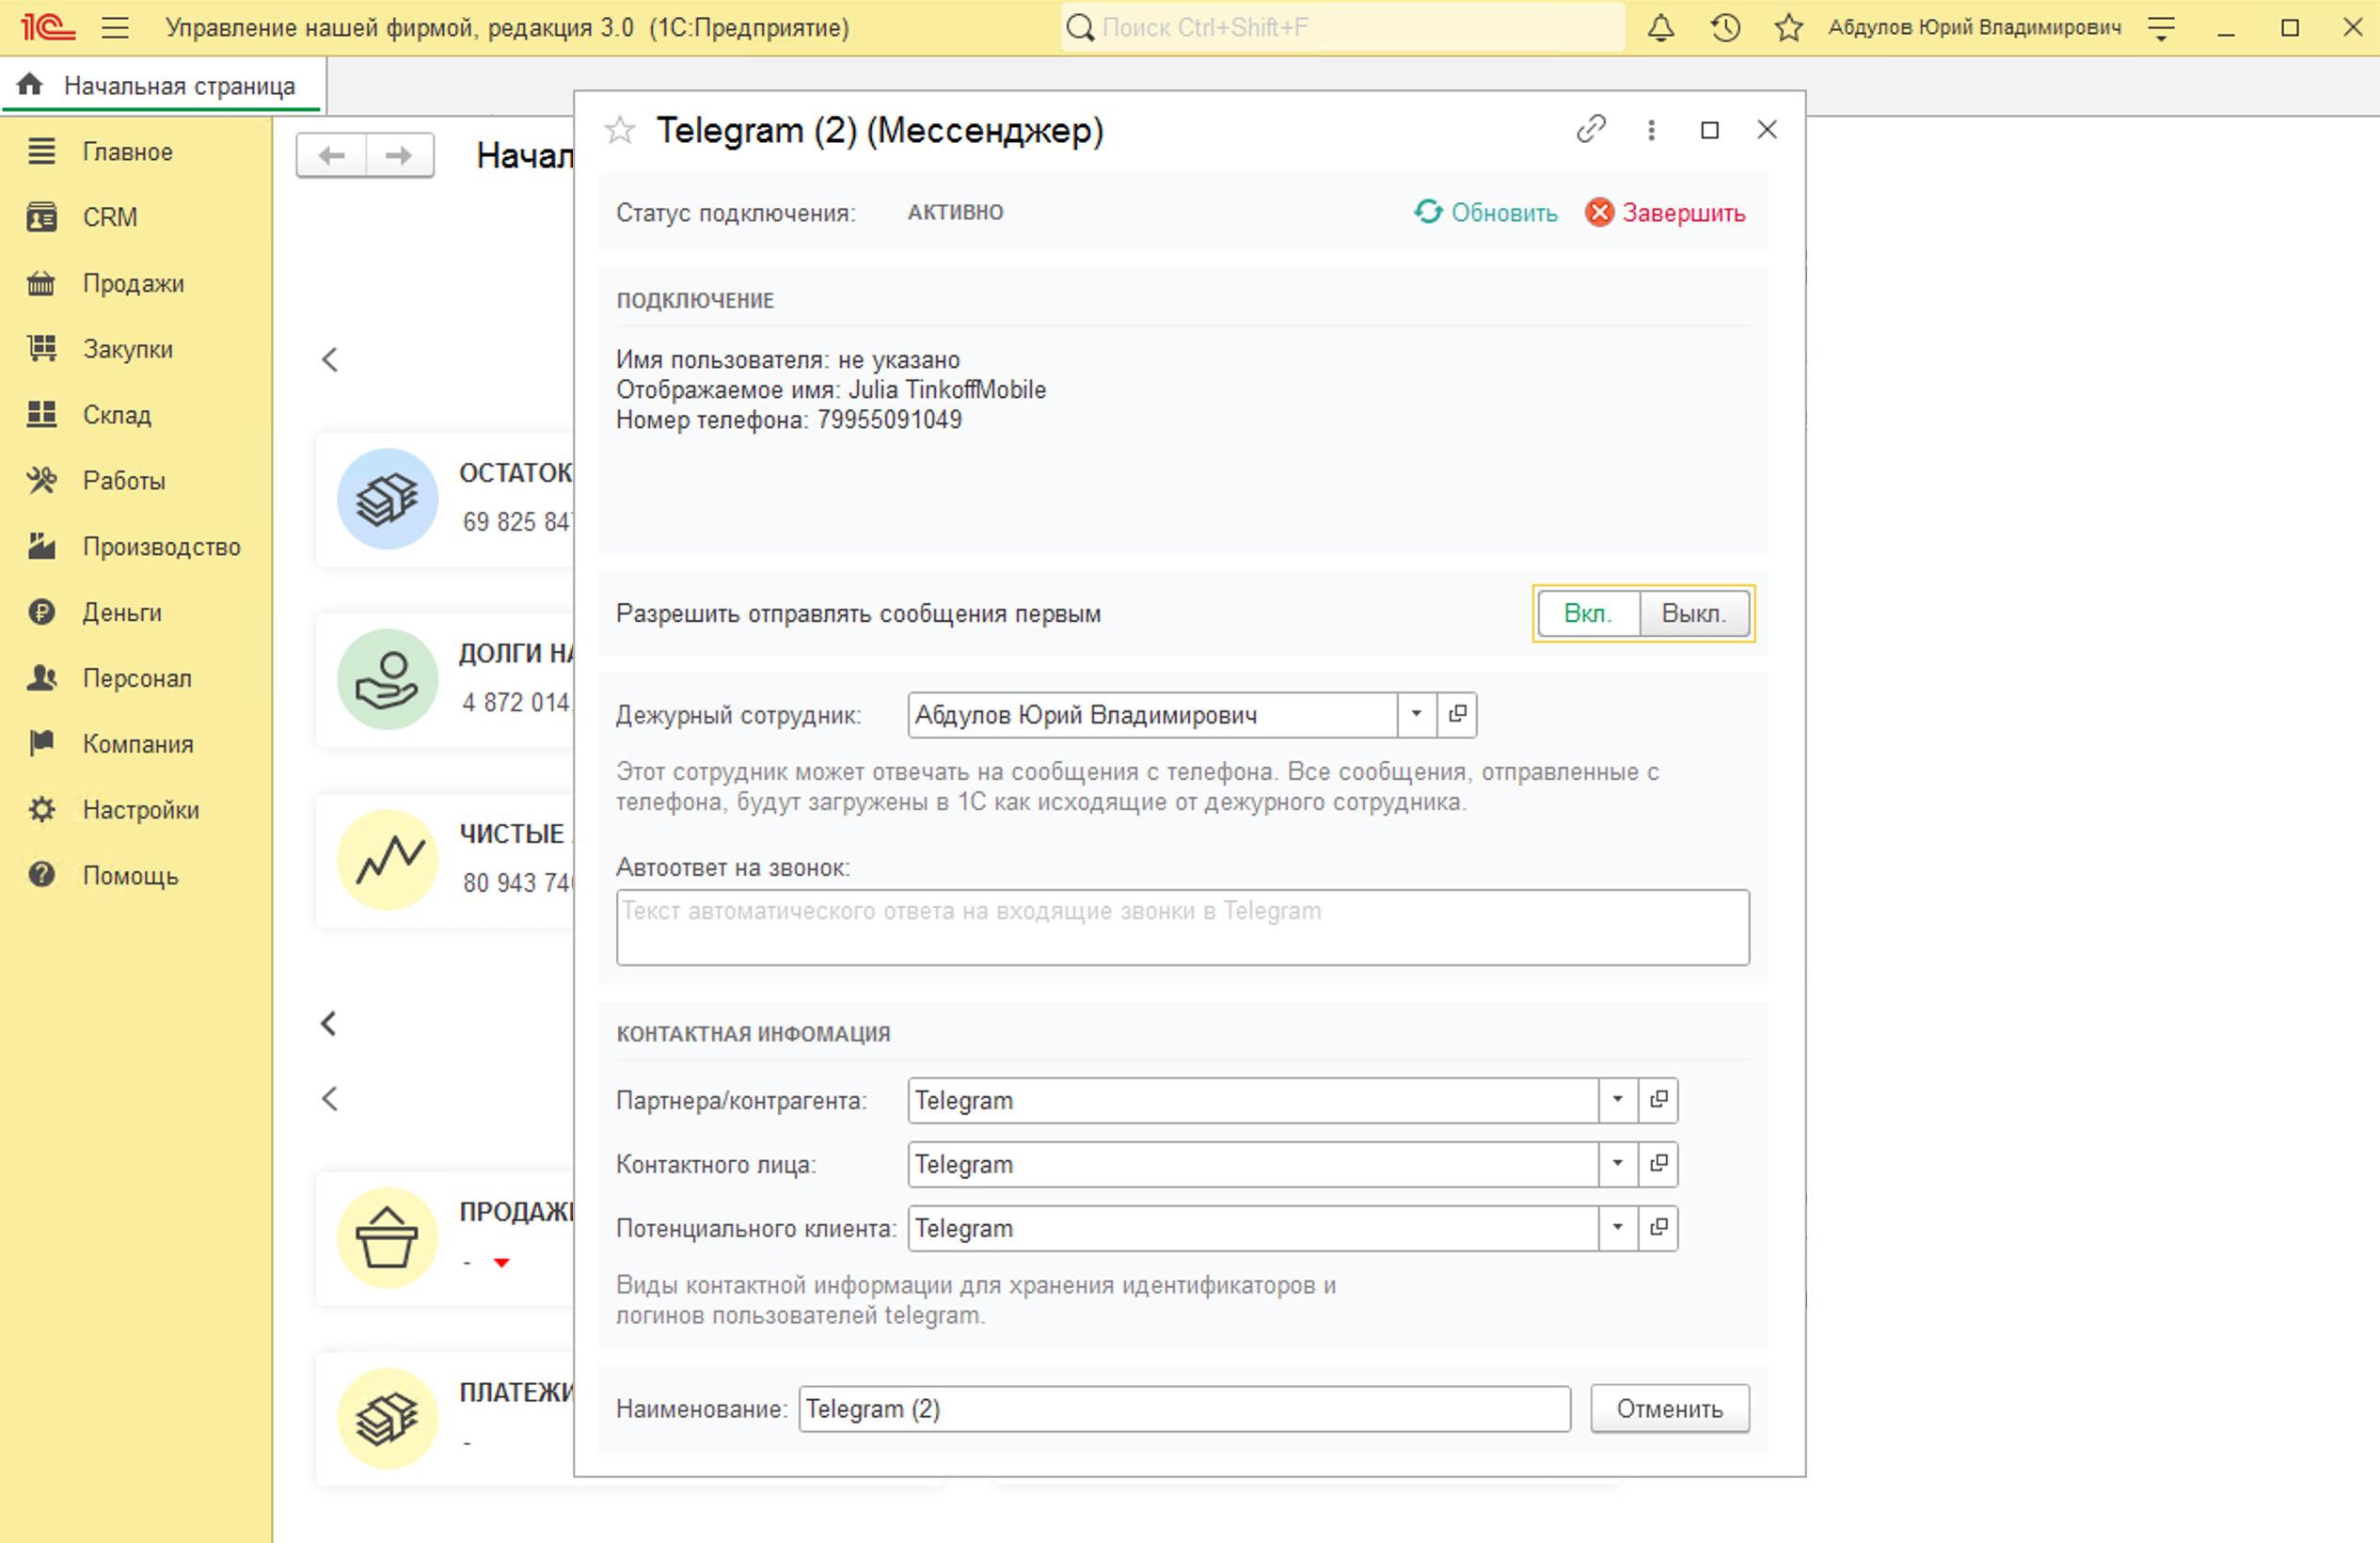 1С Управление нашей фирмой, редакция 3.0 (1С:Предприятие) Поиск Ctrl+Shift+F Абдулов Юрий Владимирович
Начальная страница
Главное
CRM
Продажи
Закупки
Склад
Работы
Производство
Деньги
Персонал
Компания
Настройки
Помощь
Начал
ОСТАТОК
69 825 84
ДОЛГИ НА
4 872 014
ЧИСТЫЕ
80 943 74
ПРОДАЖ
-
ПЛАТЕЖИ
-
Telegram (2) (Мессенджер)
Статус подключения: АКТИВНО Обновить Завершить
ПОДКЛЮЧЕНИЕ
Имя пользователя: не указано
Отображаемое имя: Julia TinkoffMobile
Номер телефона: 79955091049
Разрешить отправлять сообщения первым Вкл. Выкл.
Дежурный сотрудник: Абдулов Юрий Владимирович
Этот сотрудник может отвечать на сообщения с телефона. Все сообщения, отправленные с
телефона, будут загружены в 1С как исходящие от дежурного сотрудника.
Автоответ на звонок:
Текст автоматического ответа на входящие звонки в Telegram
КОНТАКТНАЯ ИНФОМАЦИЯ
Партнера/контрагента: Telegram
Контактного лица: Telegram
Потенциального клиента: Telegram
Виды контактной информации для хранения идентификаторов и
логинов пользователей telegram.
Наименование: Telegram (2) Отменить